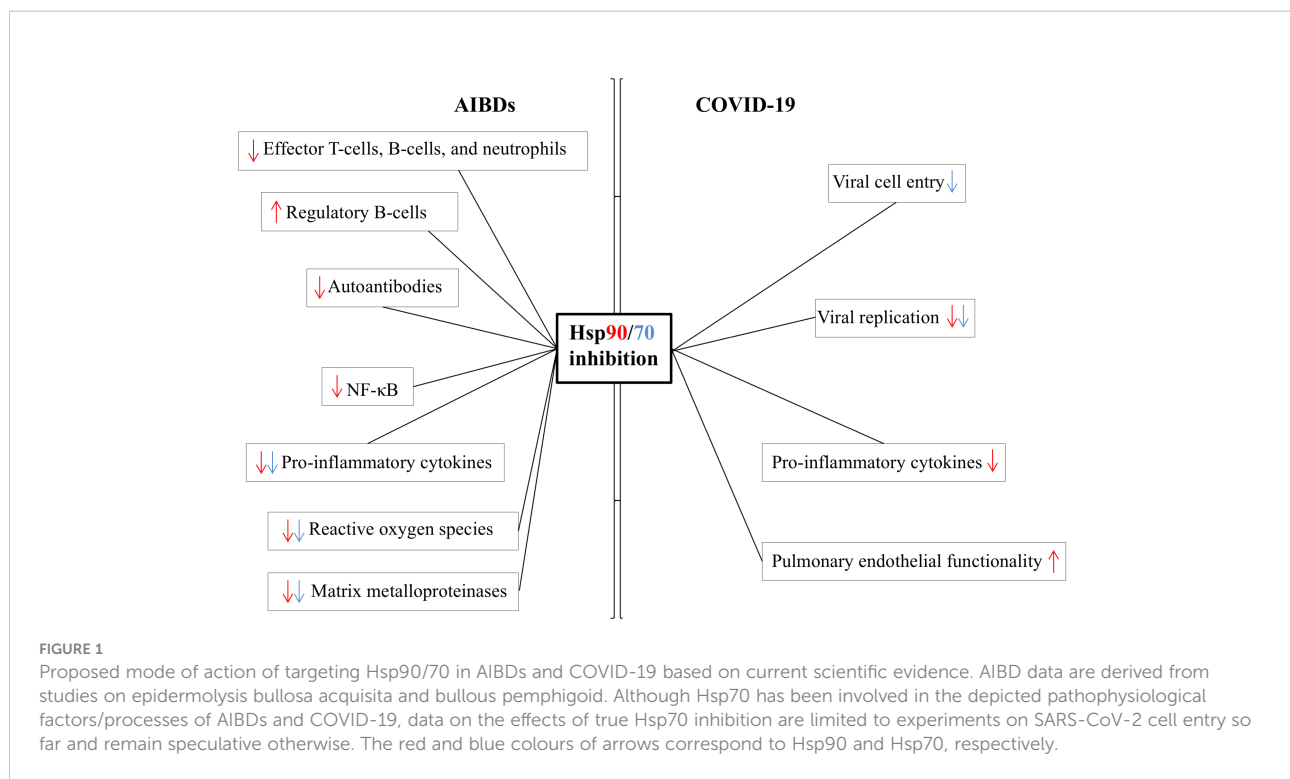 AIBDs
COVID-19
↓ Effector T-cells, B-cells, and neutrophils
↑ Regulatory B-cells
↓ Autoantibodies
↓ NF-κB
↓↓ Pro-inflammatory cytokines
↓↓ Reactive oxygen species
↓↓ Matrix metalloproteinases
Hsp90/70
inhibition
Viral cell entry ↓
Viral replication ↓↓
Pro-inflammatory cytokines ↓
Pulmonary endothelial functionality ↑
FIGURE 1
Proposed mode of action of targeting Hsp90/70 in AIBDs and COVID-19 based on current scientific evidence. AIBD data are derived from
studies on epidermolysis bullosa acquisita and bullous pemphigoid. Although Hsp70 has been involved in the depicted pathophysiological
factors/processes of AIBDs and COVID-19, data on the effects of true Hsp70 inhibition are limited to experiments on SARS-CoV-2 cell entry so
far and remain speculative otherwise. The red and blue colours of arrows correspond to Hsp90 and Hsp70, respectively.